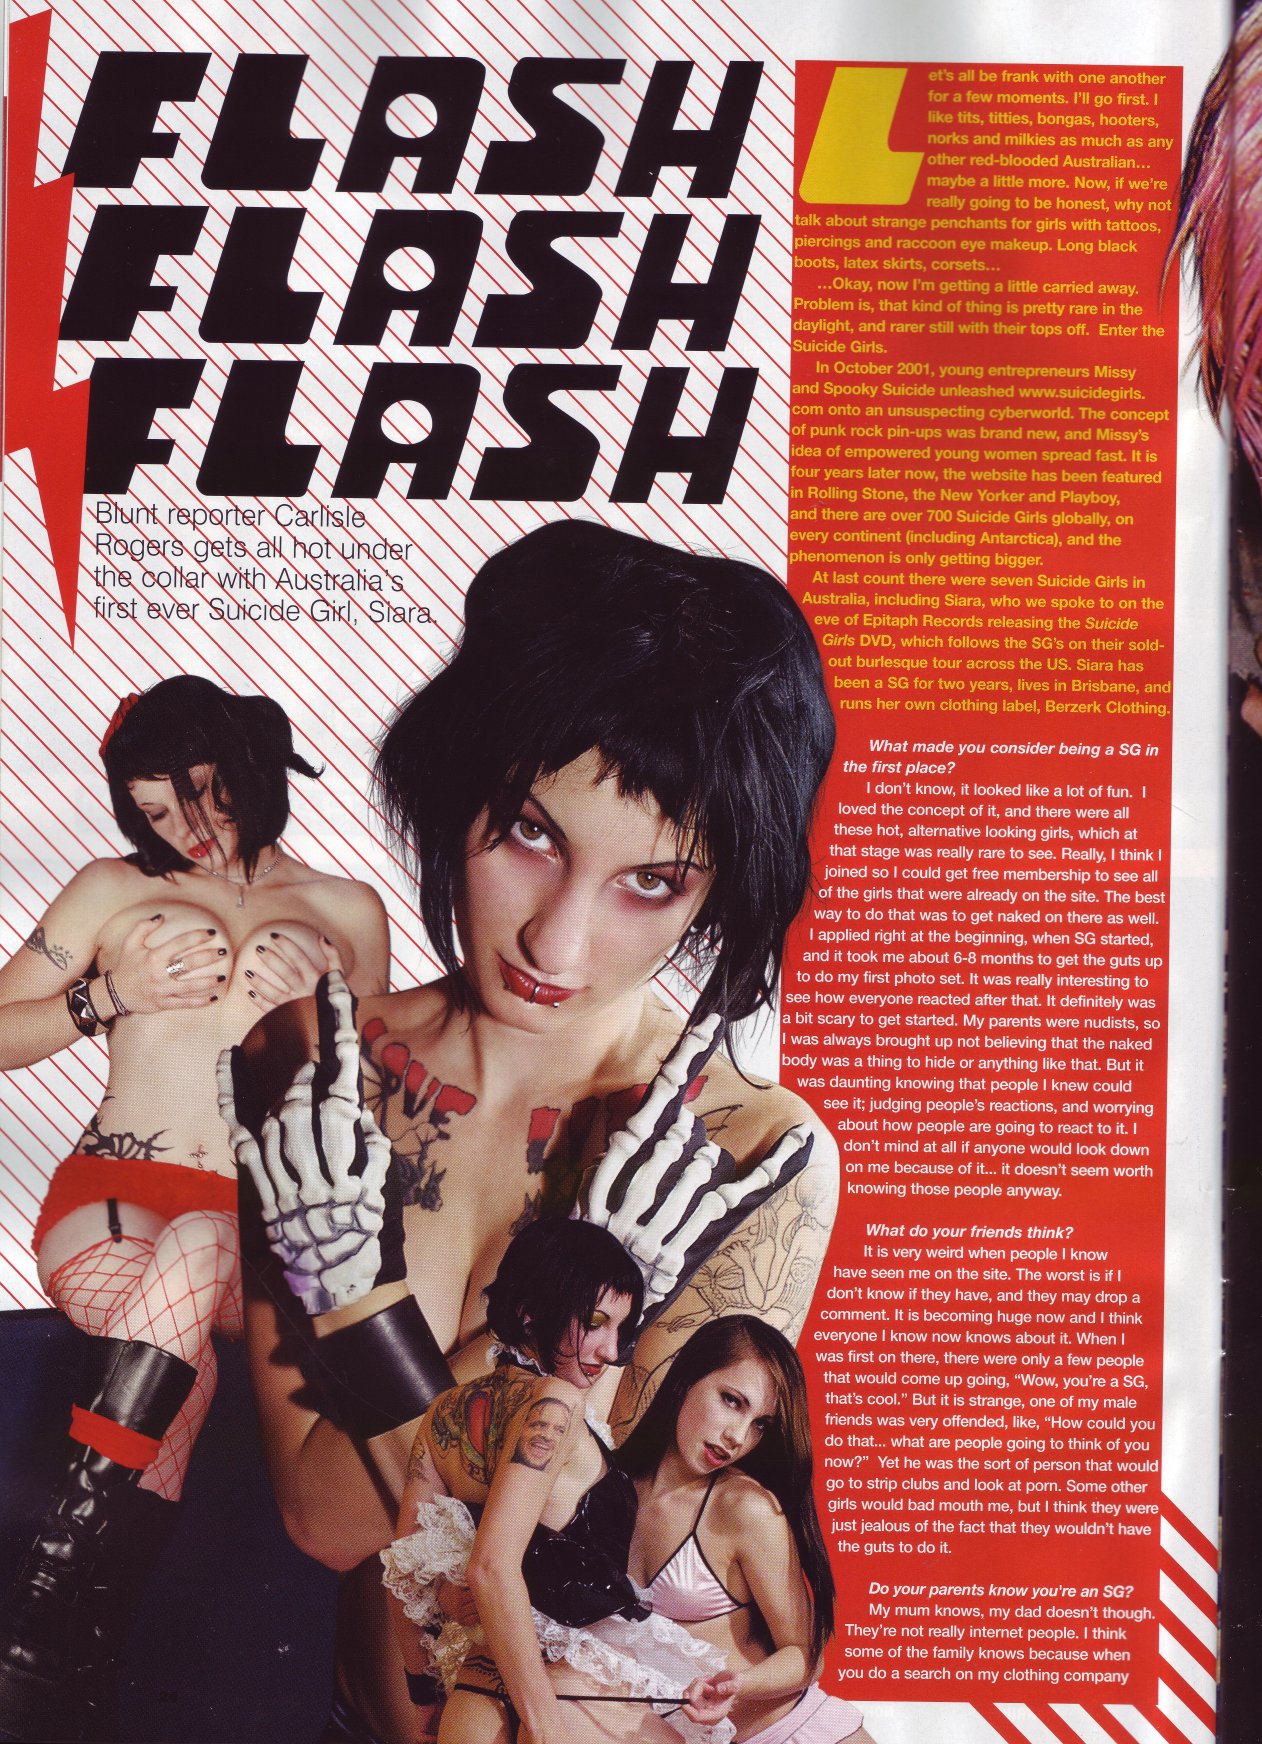 FLASH
FLASH
FLASH
Blunt reporter Carlisle
Rogers gets all hot under
the collar with Australia's
first ever Suicide Girl, Siara.
Let's all be frank with one another
for a few moments. I'll go first. I
like tits, titties, bongas, hooters,
norks and milkies as much as any
other red-blooded Australian…
maybe a little more. Now, if we're
really going to be honest, why not
talk about strange penchants for girls with tattoos,
piercings and raccoon eye makeup. Long black
boots, latex skirts, corsets…
…Okay, now I'm getting a little carried away.
Problem is, that kind of thing is pretty rare in the
daylight, and rarer still with their tops off. Enter the
Suicide Girls.
In October 2001, young entrepreneurs Missy
and Spooky Suicide unleashed www.suicidegirls.
com onto an unsuspecting cyberworld. The concept
of punk rock pin-ups was brand new, and Missy's
idea of empowered young women spread fast. It is
four years later now, the website has been featured
in Rolling Stone, the New Yorker and Playboy,
and there are over 700 Suicide Girls globally, on
every continent (including Antarctica), and the
phenomenon is only getting bigger.
At last count there were seven Suicide Girls in
Australia, including Siara, who we spoke to on the
eve of Epitaph Records releasing the Suicide
Girls DVD, which follows the SG's on their sold-
out burlesque tour across the US. Siara has
been a SG for two years, lives in Brisbane, and
runs her own clothing label, Berzerk Clothing.
What made you consider being a SG in
the first place?
I don't know, it looked like a lot of fun. I
loved the concept of it, and there were all
these hot, alternative looking girls, which at
that stage was really rare to see. Really, I think I
joined so I could get free membership to see all
of the girls that were already on the site. The best
way to do that was to get naked on there as well.
I applied right at the beginning, when SG started,
and it took me about 6-8 months to get the guts up
to do my first photo set. It was really interesting to
see how everyone reacted after that. It definitely was
a bit scary to get started. My parents were nudists, so
I was always brought up not believing that the naked
body was a thing to hide or anything like that. But it
was daunting knowing that people I knew could
see it; judging people's reactions, and worrying
about how people are going to react to it. I
don't mind at all if anyone would look down
on me because of it... it doesn't seem worth
knowing those people anyway.
What do your friends think?
It is very weird when people I know
have seen me on the site. The worst is if I
don't know if they have, and they may drop a
comment. It is becoming huge now and I think
everyone I know now knows about it. When I
was first on there, there were only a few people
that would come up going, "Wow, you're a SG,
that's cool." But it is strange, one of my male
friends was very offended, like, "How could you
do that... what are people going to think of you
now?" Yet he was the sort of person that would
go to strip clubs and look at porn. Some other
girls would bad mouth me, but I think they were
just jealous of the fact that they wouldn't have
the guts to do it.
Do your parents know you're an SG?
My mum knows, my dad doesn't though.
They're not really internet people. I think
some of the family knows because when
you do a search on my clothing company